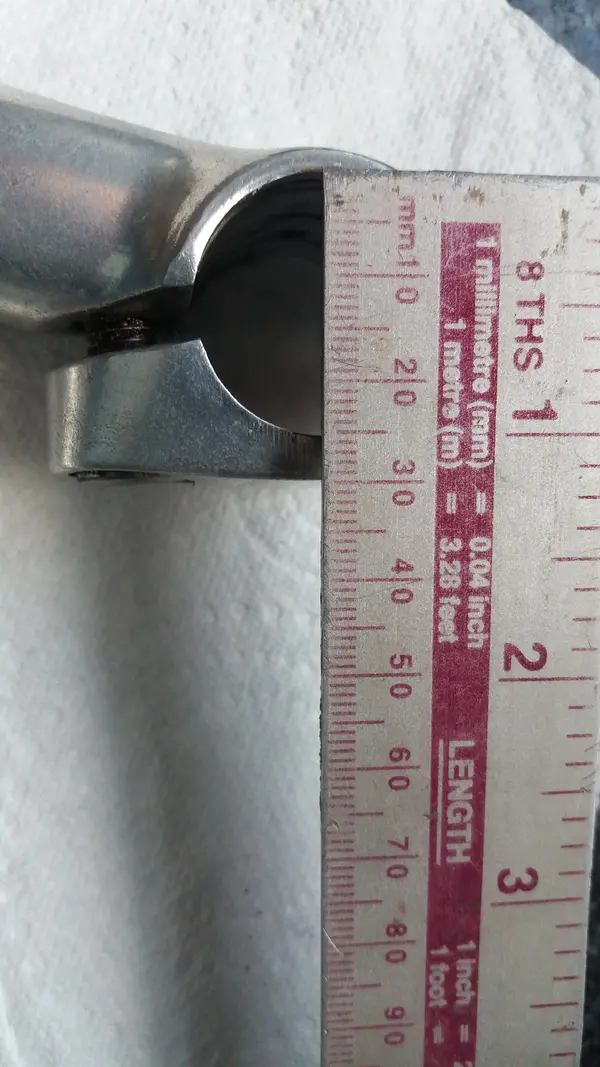 mm 10 20 30 40 50 60 70 80 90
1 millimetre (mm) = 0.04 inch
1 metre (m) = 3.28 feet
LENGTH
1 inch =
1 foot =
8 THS 1 2 3